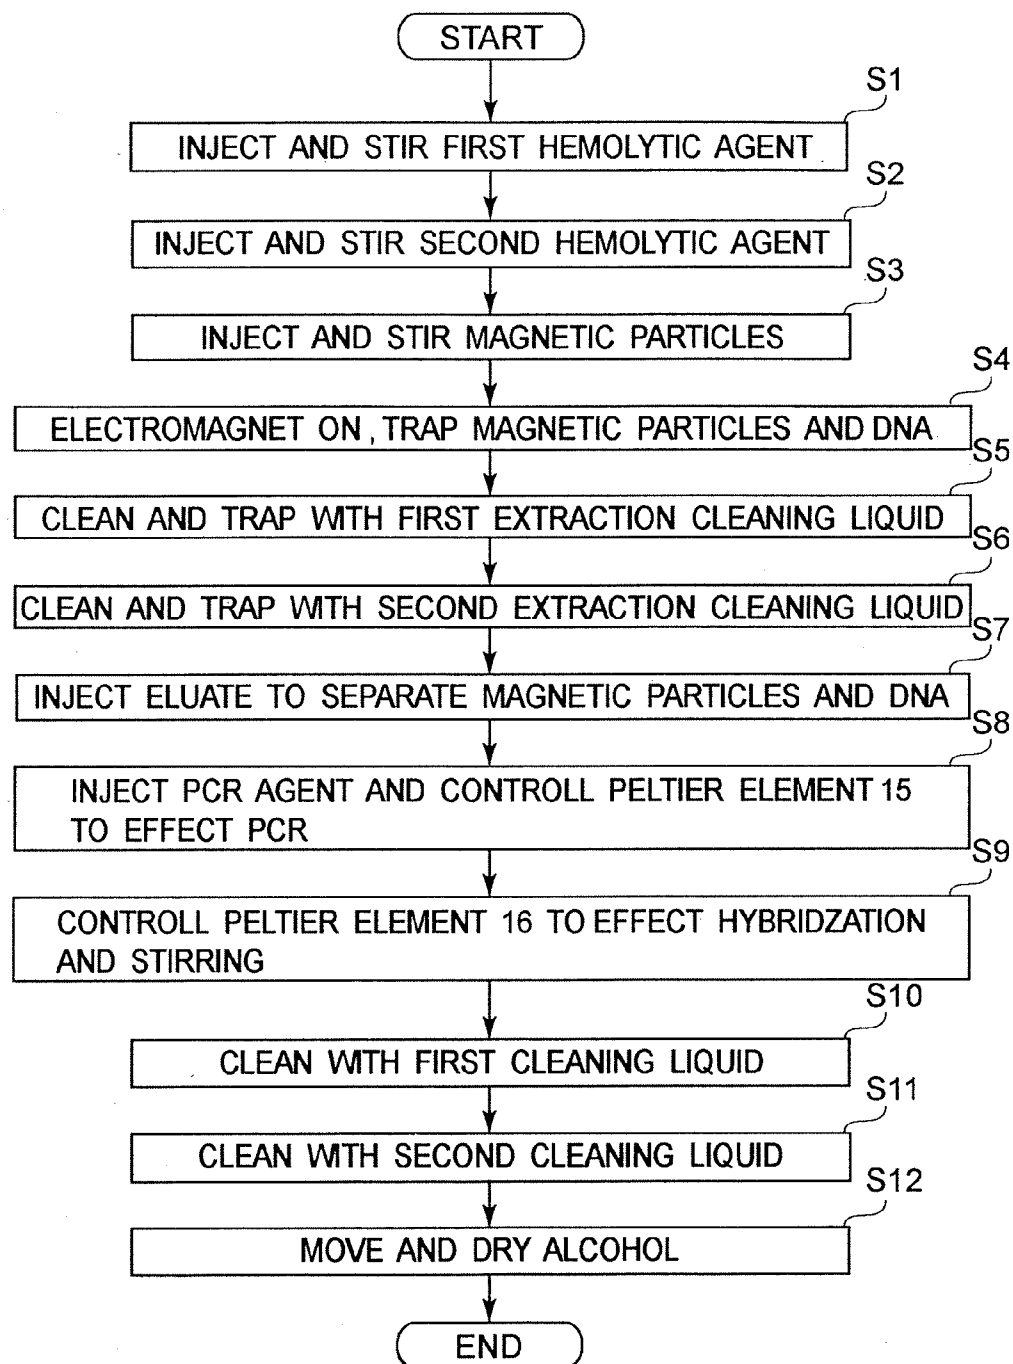 START
S1
INJECT AND STIR FIRST HEMOLYTIC AGENT
S2
INJECT AND STIR SECOND HEMOLYTIC AGENT
S3
INJECT AND STIR MAGNETIC PARTICLES
S4
ELECTROMAGNET ON, TRAP MAGNETIC PARTICLES AND DNA
S5
CLEAN AND TRAP WITH FIRST EXTRACTION CLEANING LIQUID
S6
CLEAN AND TRAP WITH SECOND EXTRACTION CLEANING LIQUID
S7
INJECT ELUATE TO SEPARATE MAGNETIC PARTICLES AND DNA
S8
INJECT PCR AGENT AND CONTROLL PELTIER ELEMENT 15
TO EFFECT PCR
S9
CONTROLL PELTIER ELEMENT 16 TO EFFECT HYBRIDZATION
AND STIRRING
S10
CLEAN WITH FIRST CLEANING LIQUID
S11
CLEAN WITH SECOND CLEANING LIQUID
S12
MOVE AND DRY ALCOHOL
END